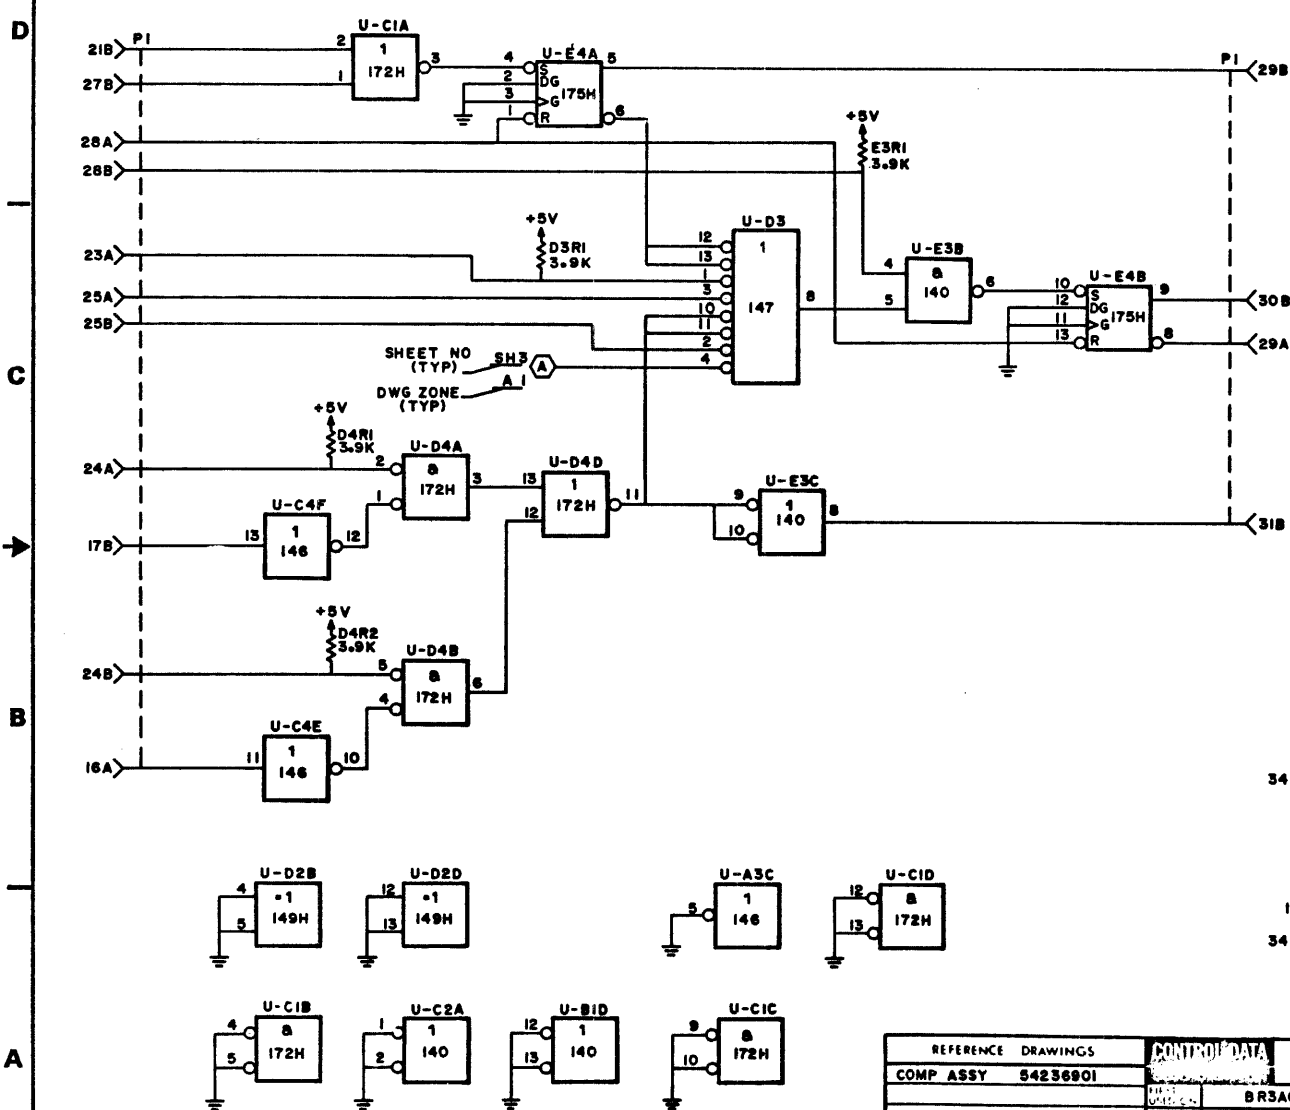 D
21B P1
27B
28A
28B
2 U-C1A 3
1
1
172H
4 U-E4A 5
2 S
3 DG
1 G
R 175H
6
P1 29B
+5V
E3R1
3.9K
+5V
D3R1
3.9K
23A
25A
25B
U-D3
12 1
13
1
3
10 147 8
11
2
4
U-E3B
4 a 6
5 140
U-E4B
10 S 9
12 DG
11 G 175H
13 R 8
30B
29A
C
SHEET NO SH3 A
(TYP)
DWG ZONE A 1
(TYP)
+5V
D4R1
3.9K
24A
U-D4A
2 a 3
1 172H
U-C4F
13 1 12
146
17B
U-D4D
13 1 11
12 172H
U-E3C
9 1 8
10 140
31B
+5V
D4R2
3.9K
24B
U-D4B
5 a 6
4 172H
B
U-C4E
11 1 10
146
16A
34
U-D2B
4 1
5 149H
U-D2D
12 1
13 149H
U-A3C
5 1
146
U-C1D
12 a
13 172H
1
34
A
U-C1B
4 a
5 172H
U-C2A
1 1
2 140
U-B1D
12 1
13 140
U-C1C
9 a
10 172H
REFERENCE DRAWINGS
COMP ASSY 54236901
CONTROL DATA
BR3A